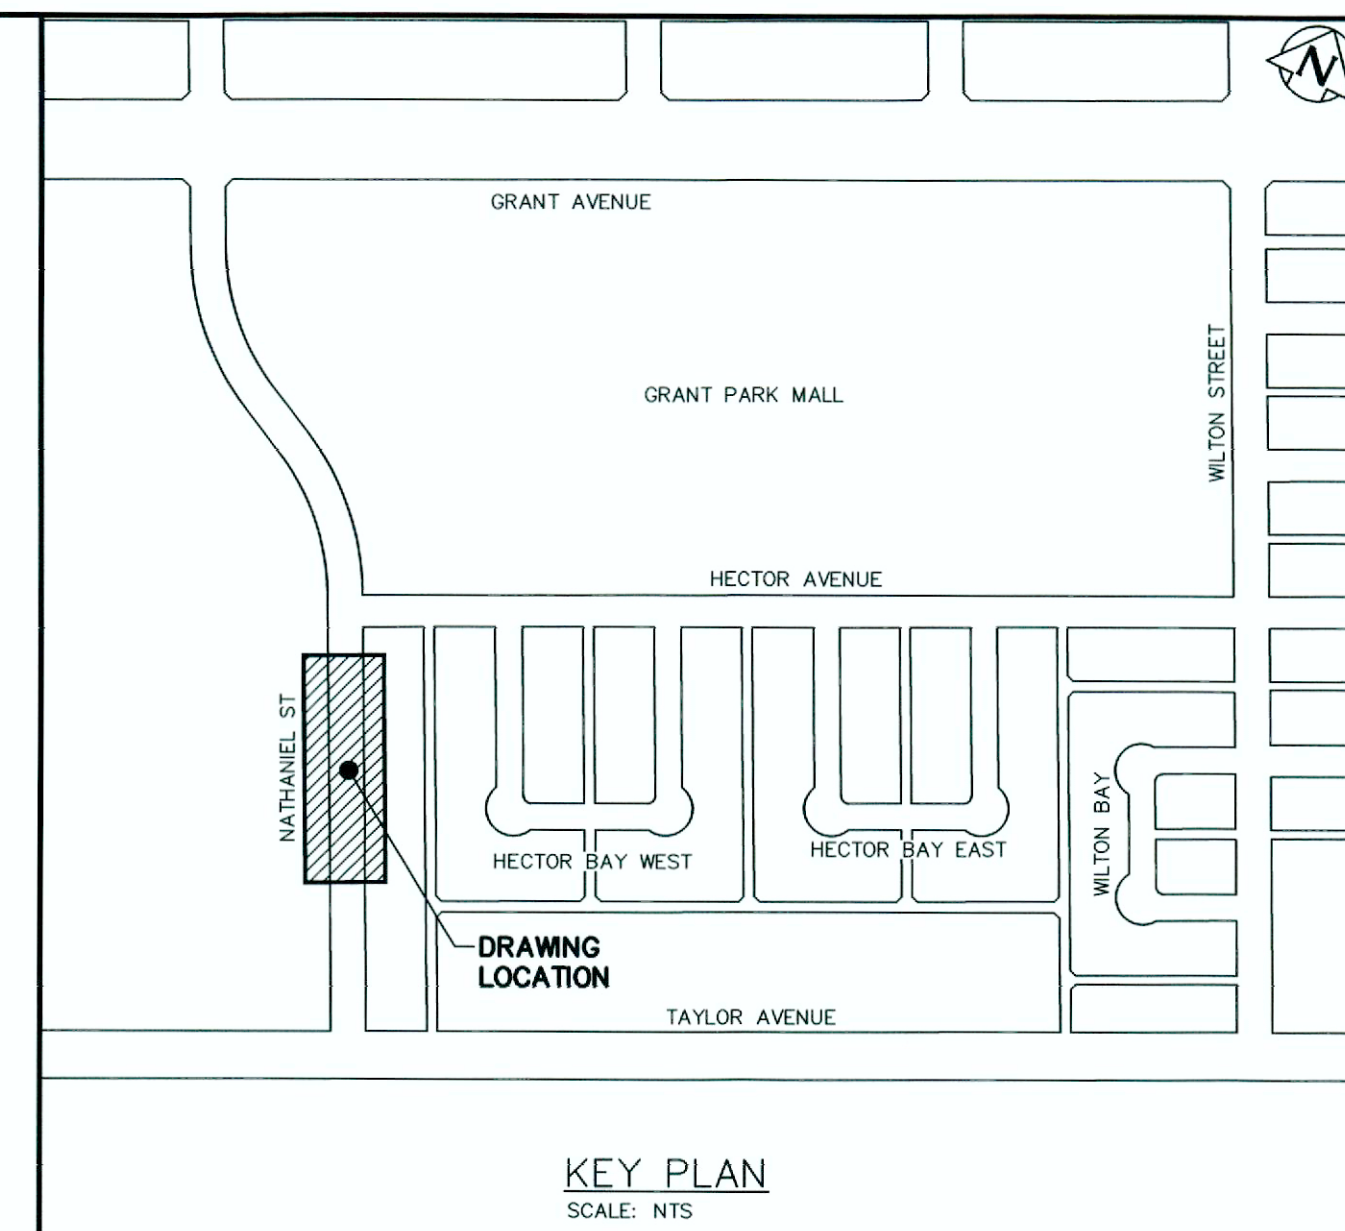 N
GRANT AVENUE
GRANT PARK MALL
WILTON STREET
HECTOR AVENUE
NATHANIEL ST
HECTOR BAY WEST
HECTOR BAY EAST
WILTON BAY
DRAWING
LOCATION
TAYLOR AVENUE
KEY PLAN
SCALE: NTS